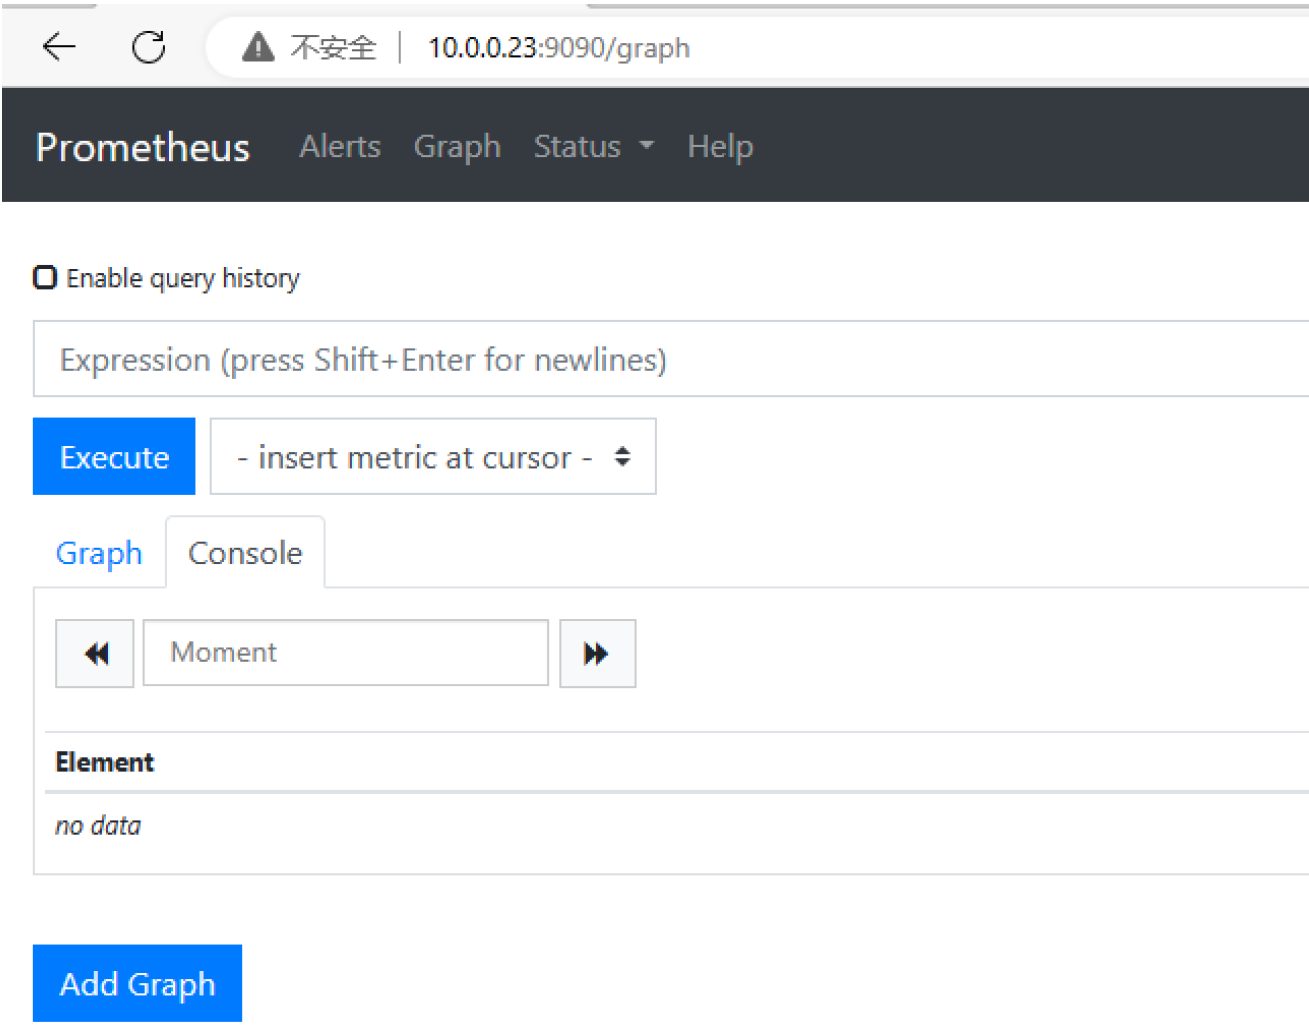 不安全 | 10.0.0.23:9090/graph
Prometheus Alerts Graph Status Help
Enable query history
Expression (press Shift+Enter for newlines)
Execute - insert metric at cursor -
Graph Console
Moment
Element
no data
Add Graph